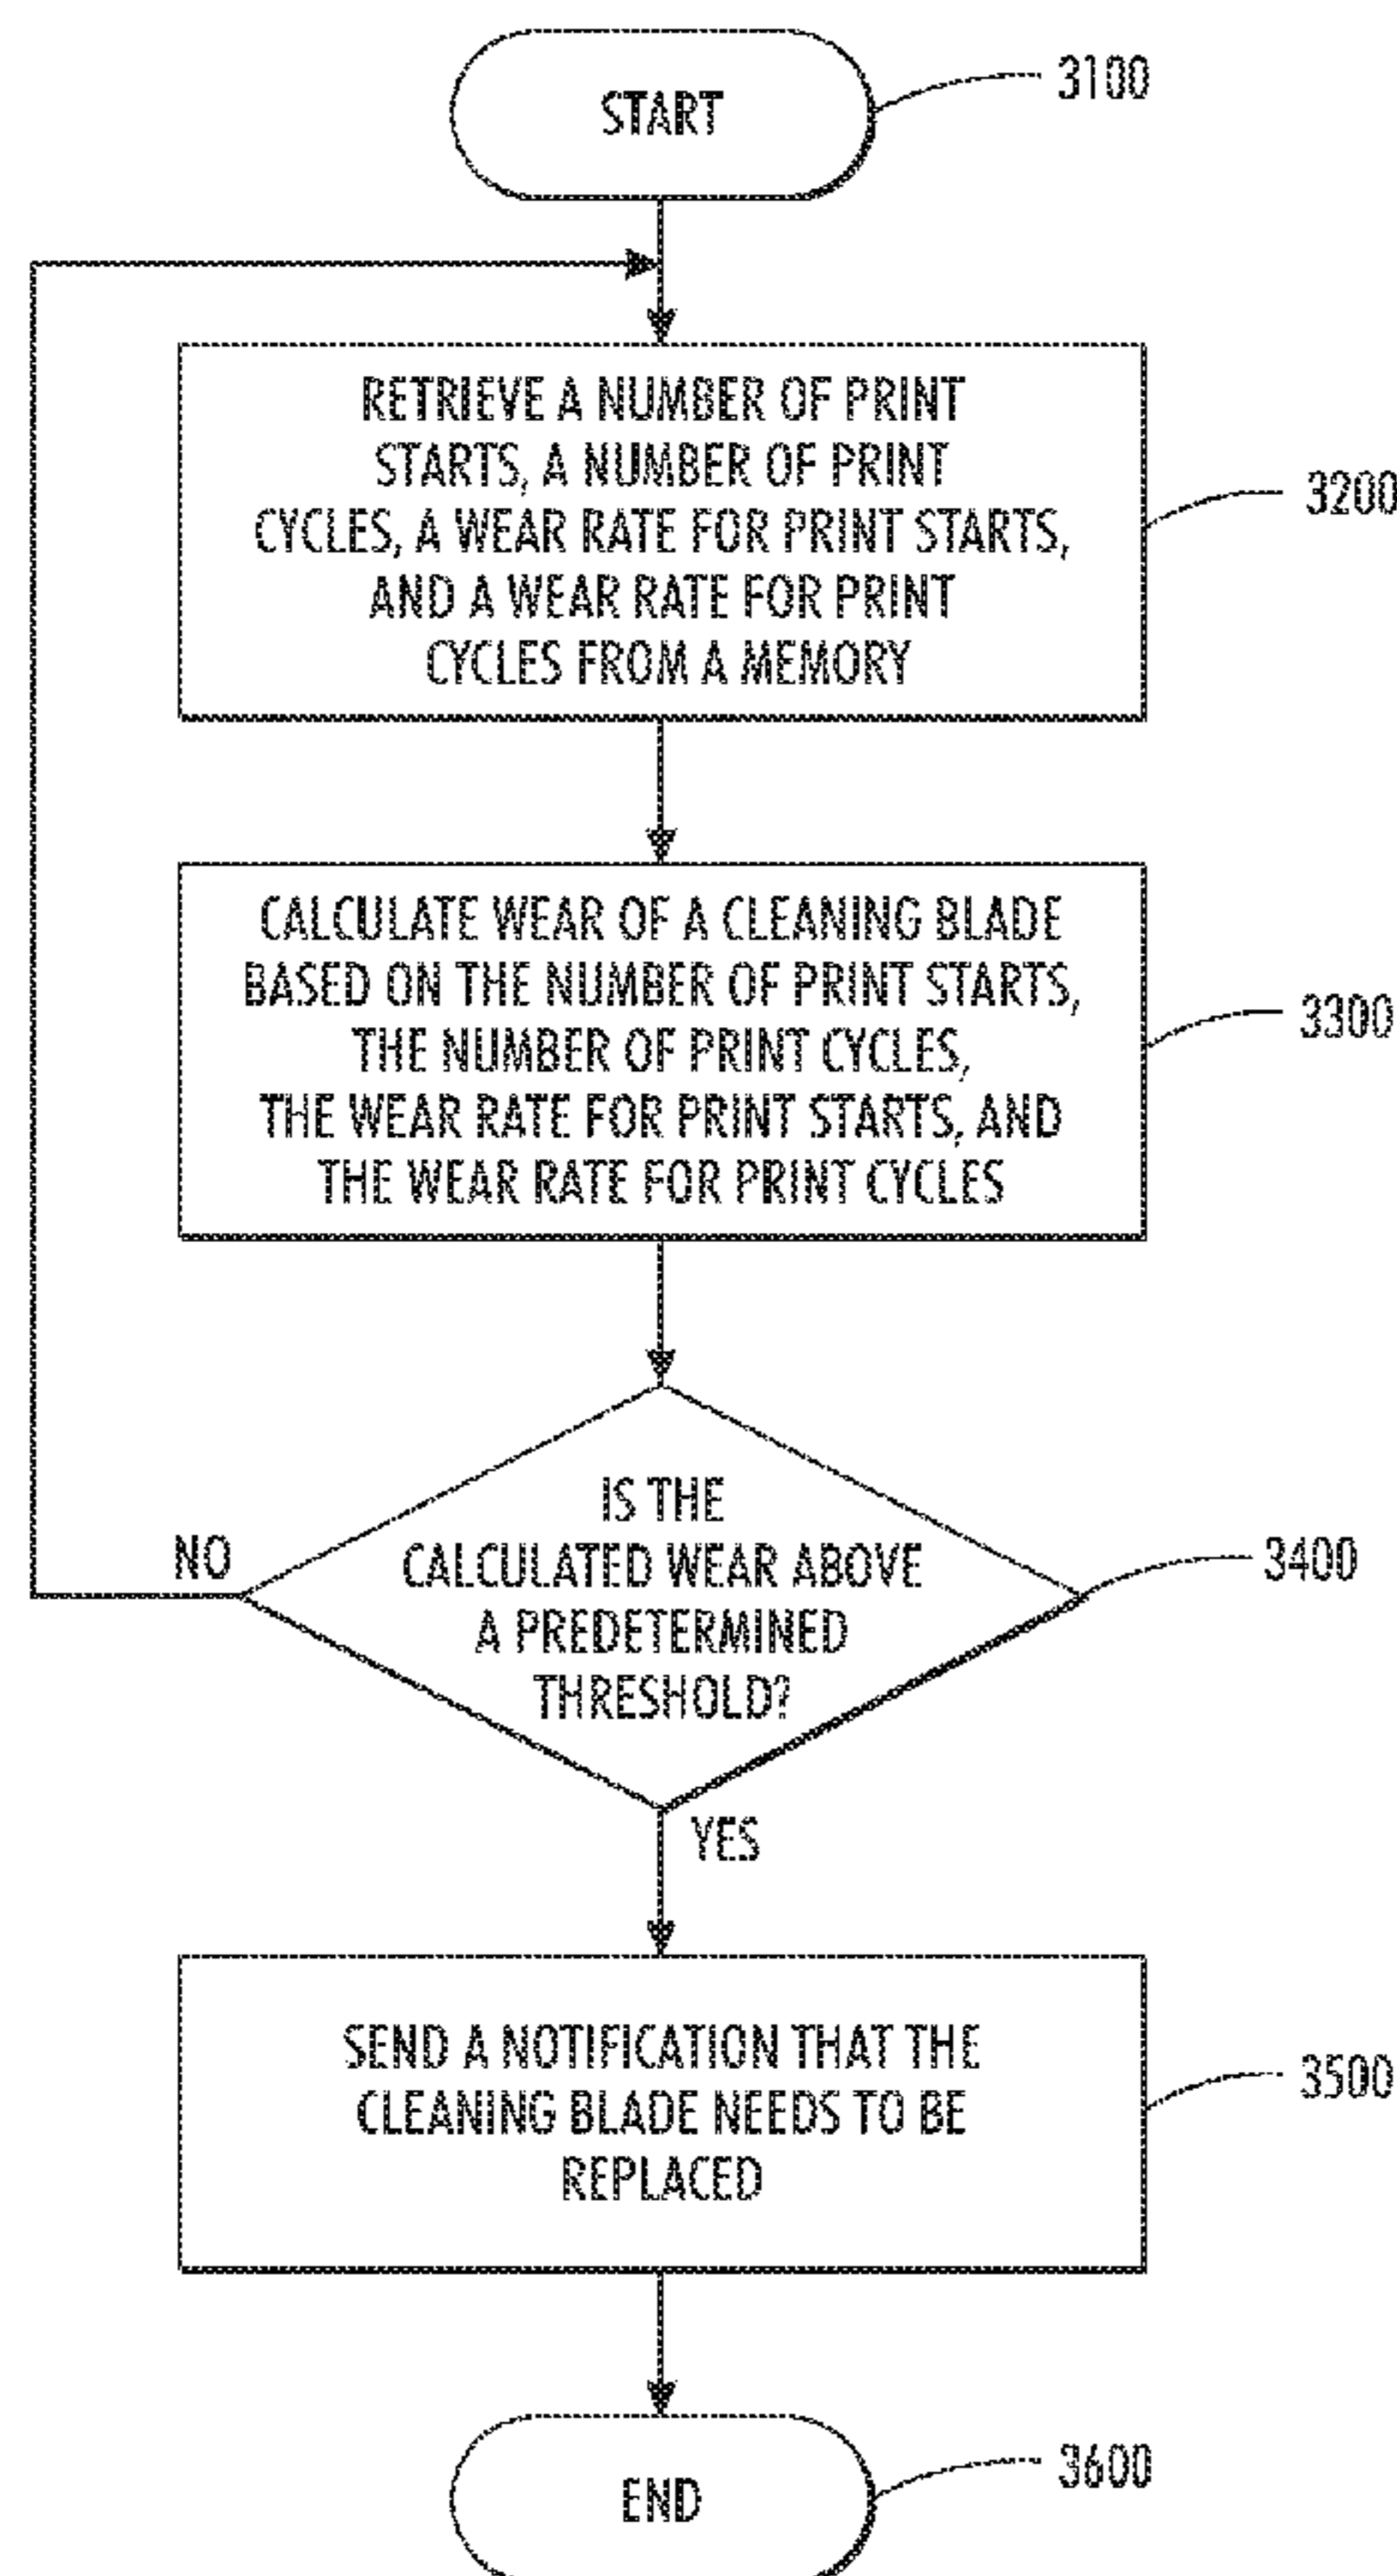 START
3100
RETRIEVE A NUMBER OF PRINT
STARTS, A NUMBER OF PRINT
CYCLES, A WEAR RATE FOR PRINT STARTS,
AND A WEAR RATE FOR PRINT
CYCLES FROM A MEMORY
3200
CALCULATE WEAR OF A CLEANING BLADE
BASED ON THE NUMBER OF PRINT STARTS,
THE NUMBER OF PRINT CYCLES,
THE WEAR RATE FOR PRINT STARTS, AND
THE WEAR RATE FOR PRINT CYCLES
3300
IS THE
CALCULATED WEAR ABOVE
A PREDETERMINED
THRESHOLD?
3400
NO
YES
SEND A NOTIFICATION THAT THE
CLEANING BLADE NEEDS TO BE
REPLACED
3500
END
3600